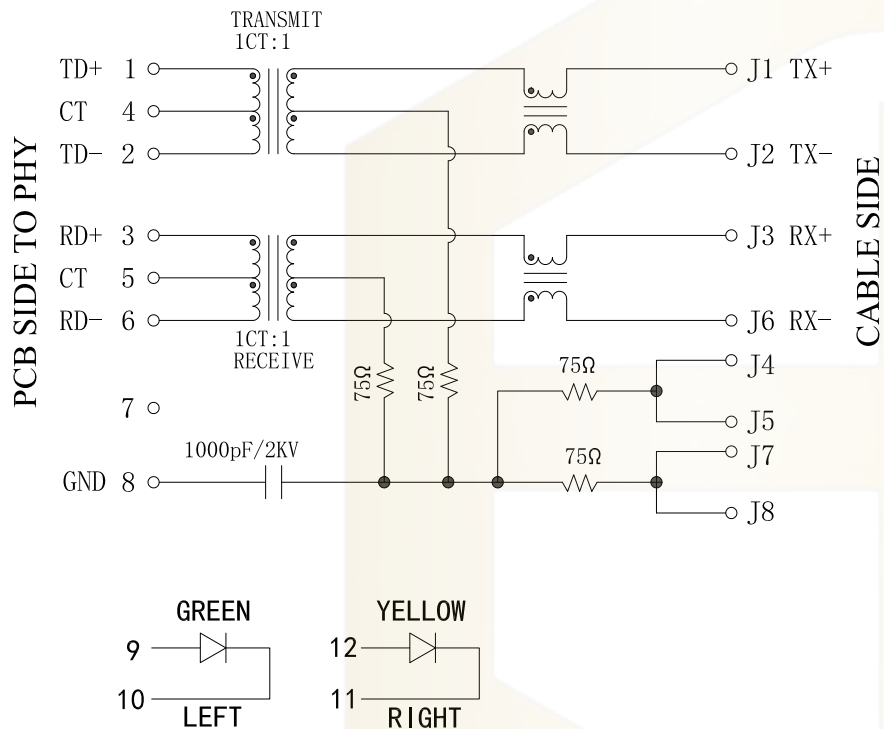 TRANSMIT
1CT:1
TD+ 1
J1 TX+
CT 4
TD- 2
J2 TX-
PCB SIDE TO PHY
CABLE SIDE
RD+ 3
J3 RX+
CT 5
RD- 6
J6 RX-
1CT:1
RECEIVE
75Ω
75Ω
75Ω
J4
7
J5
1000pF/2KV
75Ω
J7
GND 8
J8
GREEN
YELLOW
9
12
10
11
LEFT
RIGHT